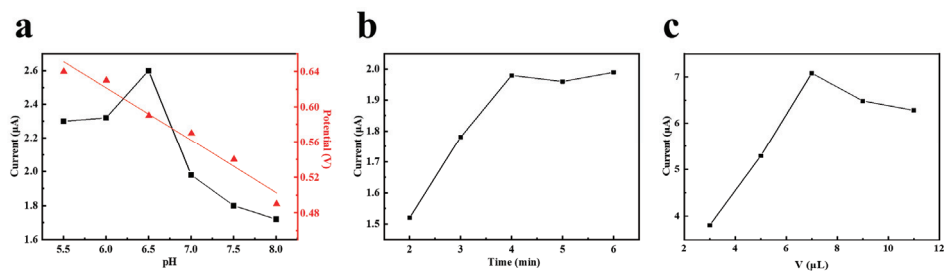 a
2.6
2.4
2.2
2.0
1.8
1.6
Current (μA)
0.64
0.60
0.56
0.52
0.48
Potential (V)
5.5 6.0 6.5 7.0 7.5 8.0
pH
b
2.0
1.9
1.8
1.7
1.6
1.5
Current (μA)
2 3 4 5 6
Time (min)
c
7
6
5
4
Current (μA)
2 4 6 8 10 12
V (μL)